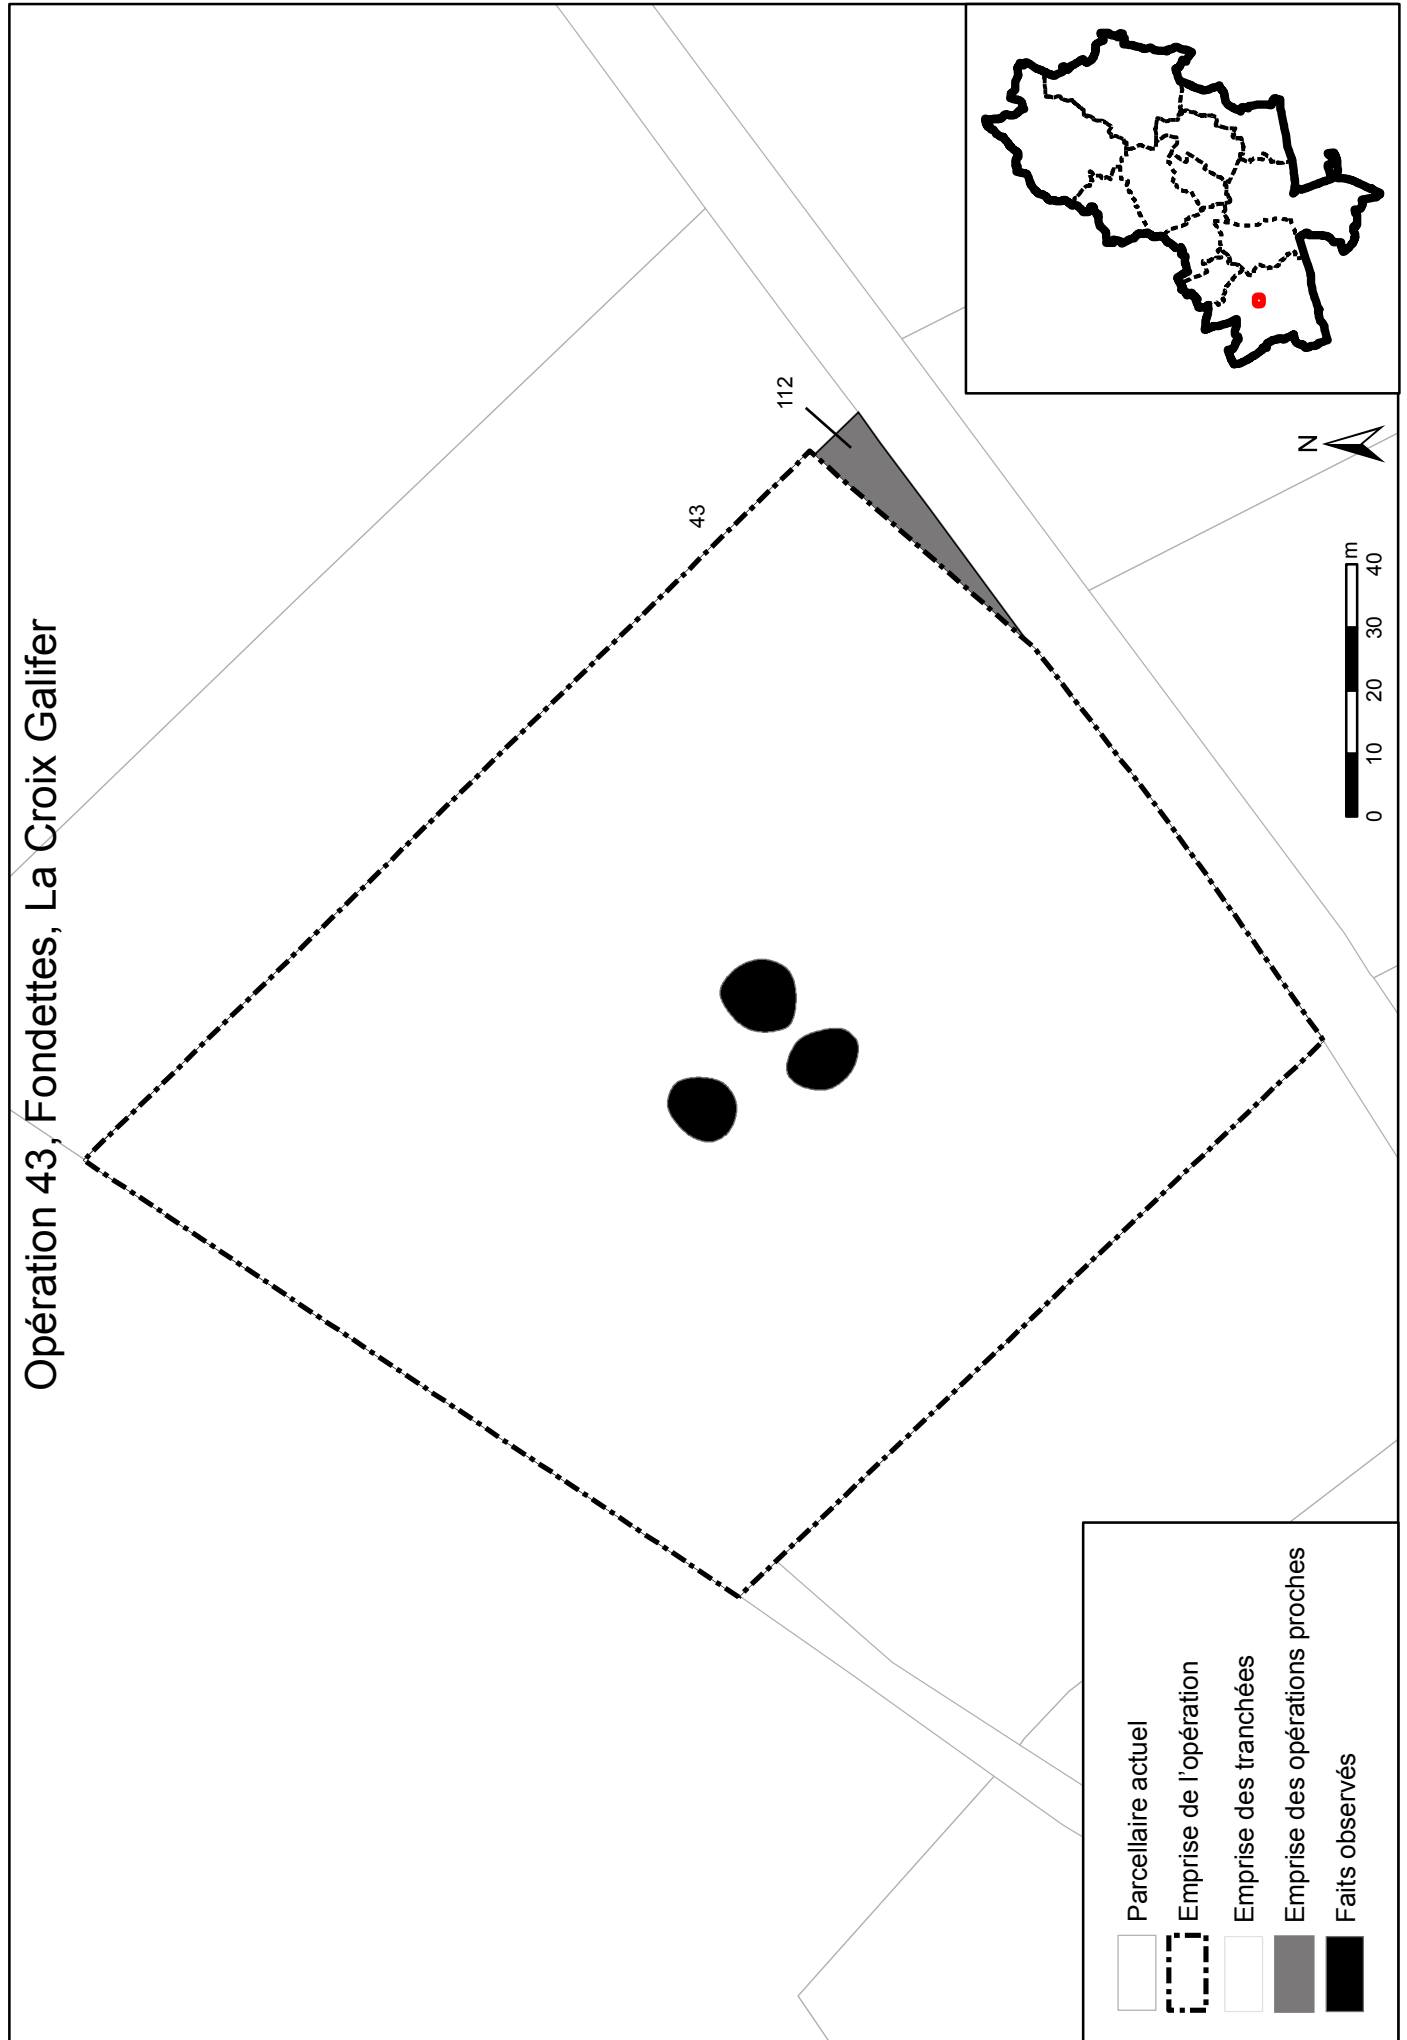 Opération 43, Fondettes, La Croix Galifer
43
112
N
0 10 20 30 40
m
Parcellaire actuel
Emprise de l'opération
Emprise des tranchées
Emprise des opérations proches
Faits observés